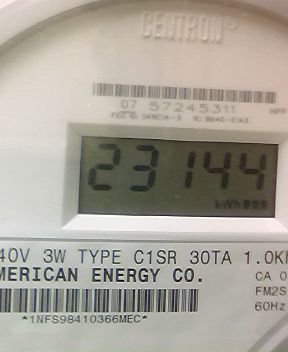 CENTRON®
07 57245311
23144
kWh
40V 3W TYPE C1SR 30TA 1.0K
MERICAN ENERGY CO.
CA 0
FM2S
60Hz
*1NFS98410366MEC*